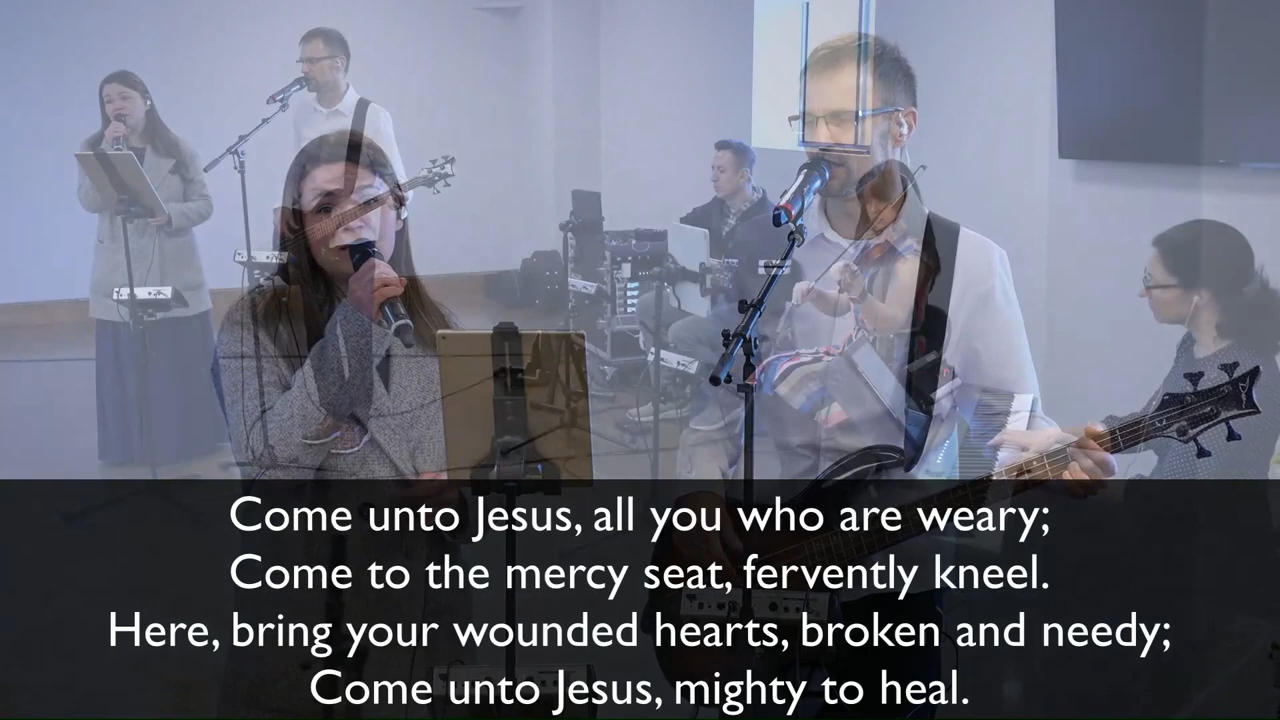 Come unto Jesus, all you who are weary;
Come to the mercy seat, fervently kneel.
Here, bring your wounded hearts, broken and needy;
Come unto Jesus, mighty to heal.